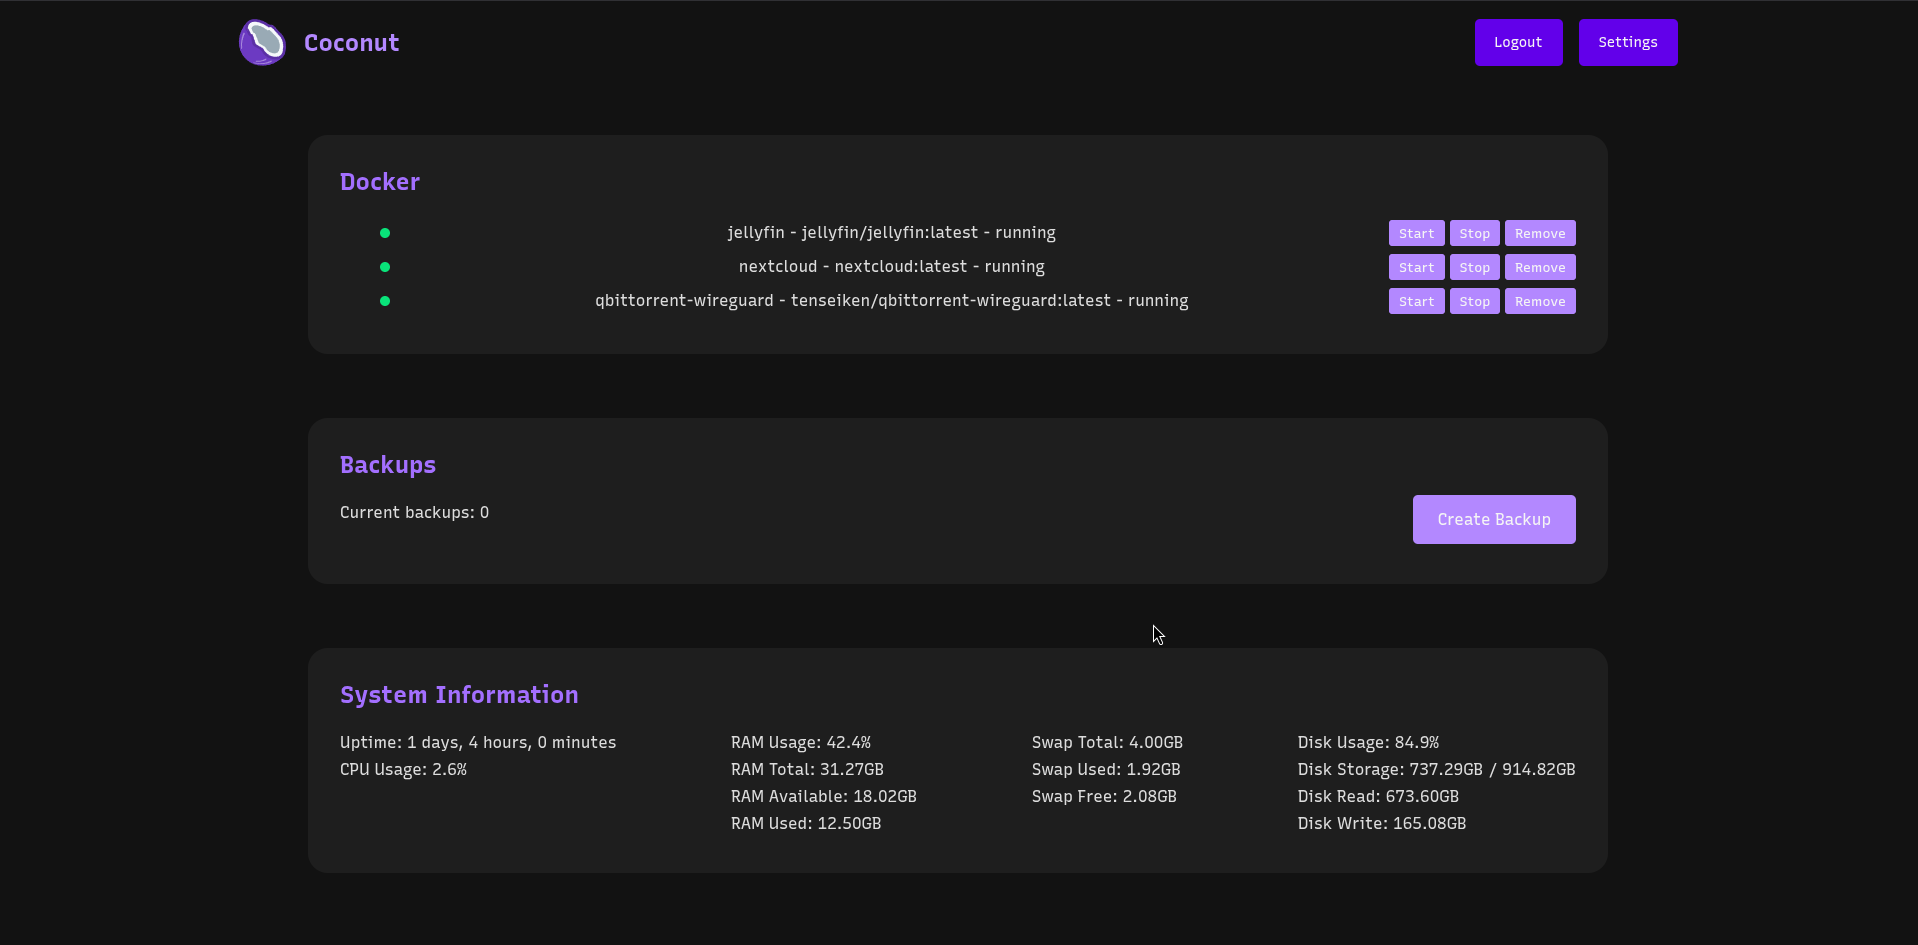 Coconut
Logout
Settings
Docker
jellyfin - jellyfin/jellyfin:latest - running
Start Stop Remove
nextcloud - nextcloud:latest - running
Start Stop Remove
qbittorrent-wireguard - tenseiken/qbittorrent-wireguard:latest - running
Start Stop Remove
Backups
Current backups: 0
Create Backup
System Information
Uptime: 1 days, 4 hours, 0 minutes
CPU Usage: 2.6%
RAM Usage: 42.4%
RAM Total: 31.27GB
RAM Available: 18.02GB
RAM Used: 12.50GB
Swap Total: 4.00GB
Swap Used: 1.92GB
Swap Free: 2.08GB
Disk Usage: 84.9%
Disk Storage: 737.29GB / 914.82GB
Disk Read: 673.60GB
Disk Write: 165.08GB